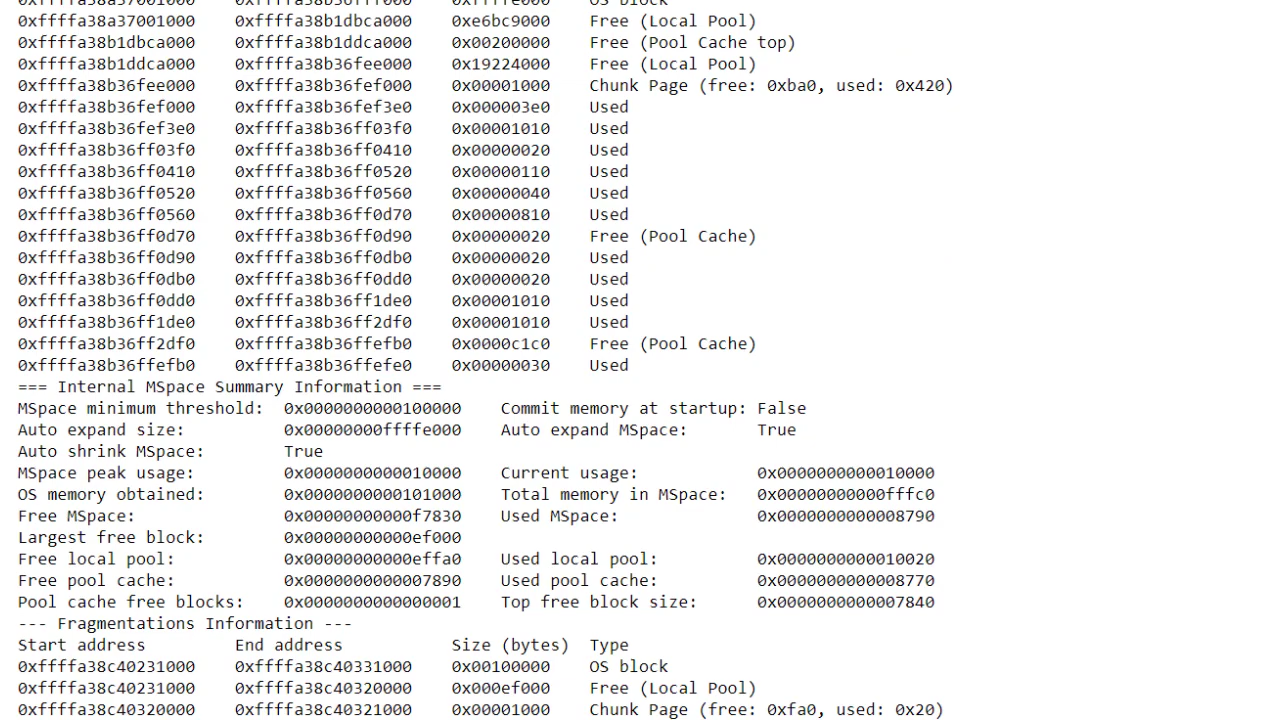 0xffffa38a37001000    0xffffa38b36fff000    0xffffe000    OS block
0xffffa38a37001000    0xffffa38b1dbca000    0xe6bc9000    Free (Local Pool)
0xffffa38b1dbca000    0xffffa38b1ddca000    0x00200000    Free (Pool Cache top)
0xffffa38b1ddca000    0xffffa38b36fee000    0x19224000    Free (Local Pool)
0xffffa38b36fee000    0xffffa38b36fef000    0x00001000    Chunk Page (free: 0xba0, used: 0x420)
0xffffa38b36fef000    0xffffa38b36fef3e0    0x000003e0    Used
0xffffa38b36fef3e0    0xffffa38b36ff03f0    0x00001010    Used
0xffffa38b36ff03f0    0xffffa38b36ff0410    0x00000020    Used
0xffffa38b36ff0410    0xffffa38b36ff0520    0x00000110    Used
0xffffa38b36ff0520    0xffffa38b36ff0560    0x00000040    Used
0xffffa38b36ff0560    0xffffa38b36ff0d70    0x00000810    Used
0xffffa38b36ff0d70    0xffffa38b36ff0d90    0x00000020    Free (Pool Cache)
0xffffa38b36ff0d90    0xffffa38b36ff0db0    0x00000020    Used
0xffffa38b36ff0db0    0xffffa38b36ff0dd0    0x00000020    Used
0xffffa38b36ff0dd0    0xffffa38b36ff1de0    0x00001010    Used
0xffffa38b36ff1de0    0xffffa38b36ff2df0    0x00001010    Used
0xffffa38b36ff2df0    0xffffa38b36ffefb0    0x0000c1c0    Free (Pool Cache)
0xffffa38b36ffefb0    0xffffa38b36ffefe0    0x00000030    Used
=== Internal MSpace Summary Information ===
MSpace minimum threshold:  0x0000000000100000    Commit memory at startup: False
Auto expand size:          0x00000000ffffe000    Auto expand MSpace:       True
Auto shrink MSpace:        True
MSpace peak usage:         0x0000000000010000    Current usage:            0x0000000000010000
OS memory obtained:        0x0000000000101000    Total memory in MSpace:   0x00000000000fffc0
Free MSpace:               0x00000000000f7830    Used MSpace:              0x0000000000008790
Largest free block:        0x00000000000ef000
Free local pool:           0x00000000000effa0    Used local pool:          0x0000000000010020
Free pool cache:           0x0000000000007890    Used pool cache:          0x0000000000008770
Pool cache free blocks:    0x0000000000000001    Top free block size:      0x0000000000007840
--- Fragmentations Information ---
Start address         End address           Size (bytes)  Type
0xffffa38c40231000    0xffffa38c40331000    0x00100000    OS block
0xffffa38c40231000    0xffffa38c40320000    0x000ef000    Free (Local Pool)
0xffffa38c40320000    0xffffa38c40321000    0x00001000    Chunk Page (free: 0xfa0, used: 0x20)